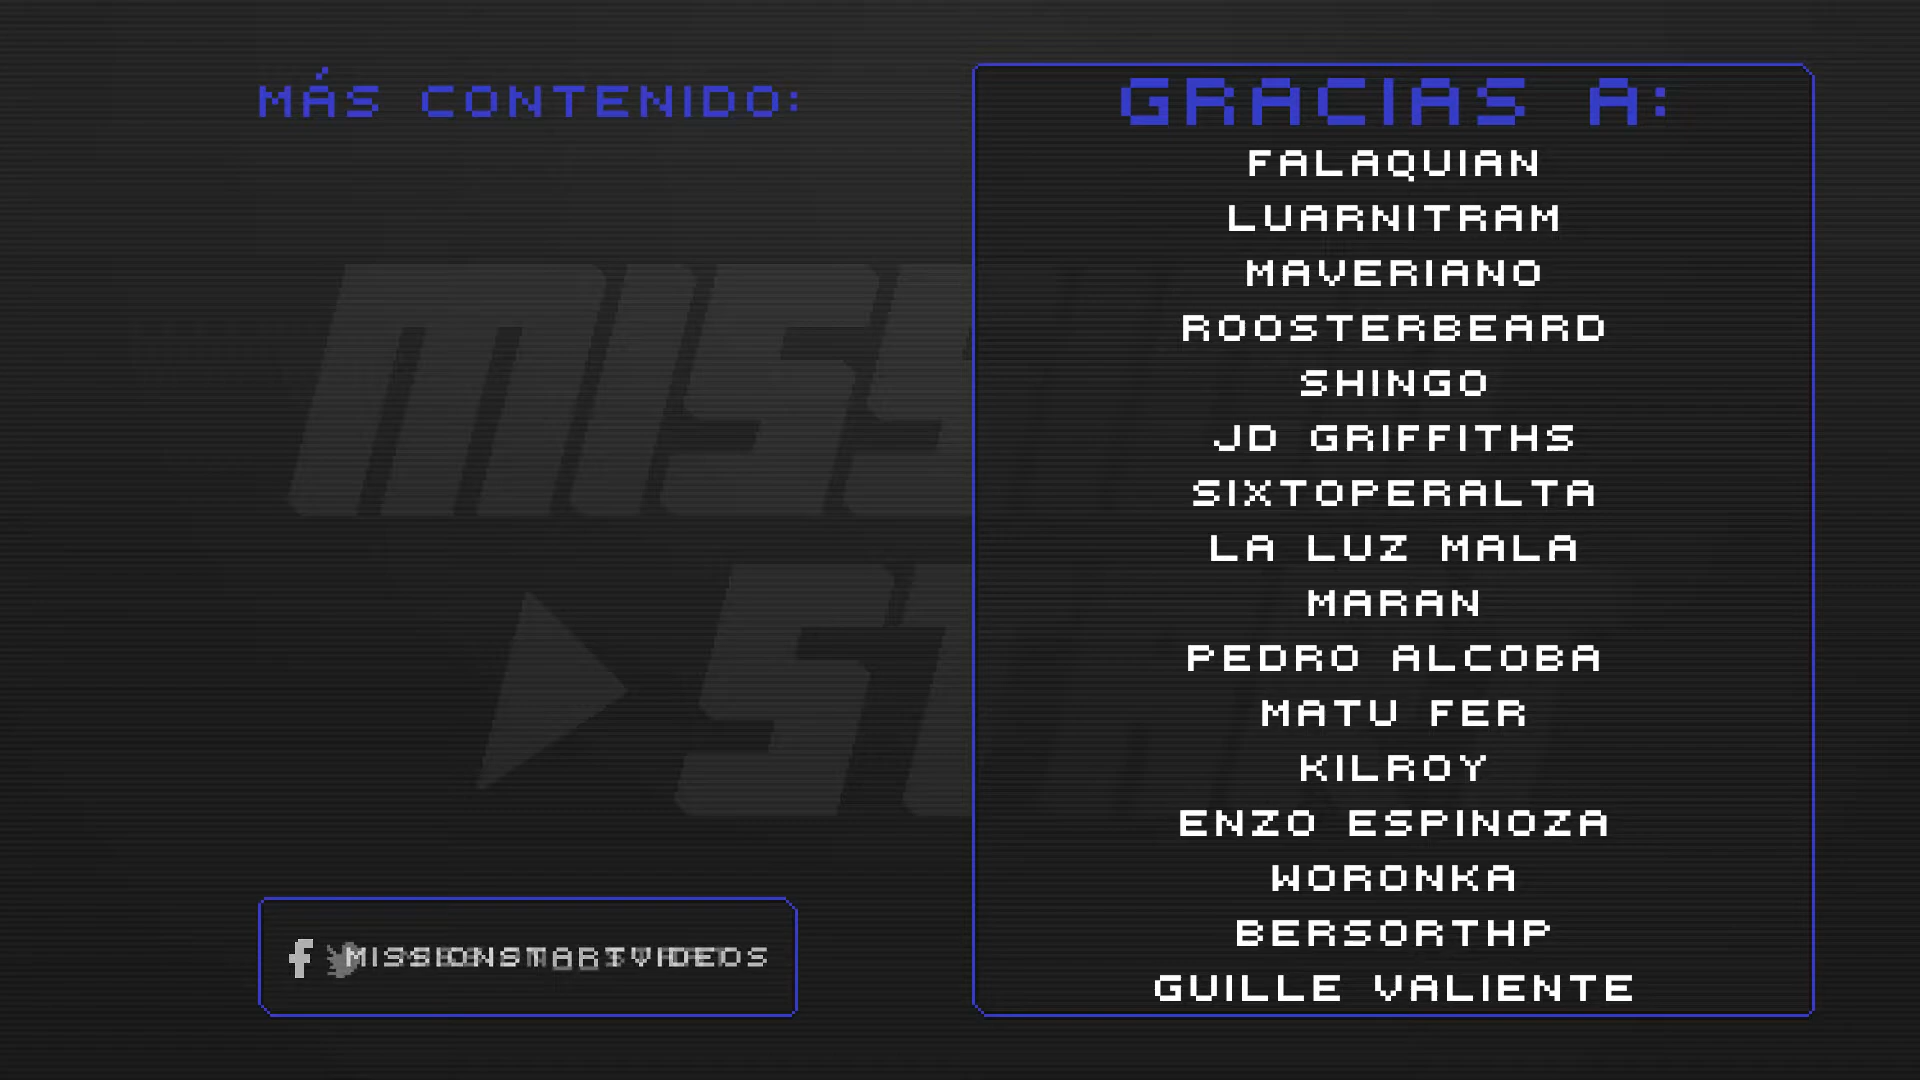 MÁS CONTENIDO:
GRACIAS A:
FALAQUIAN
LUARNITRAM
MAVERIANO
ROOSTERBEARD
SHINGO
JD GRIFFITHS
SIXTOPERALTA
LA LUZ MALA
MARAN
PEDRO ALCOBA
MATU FER
KILROY
ENZO ESPINOZA
WORONKA
BERSORTHP
GUILLE VALIENTE
MISSIONSTARTVIDEOS